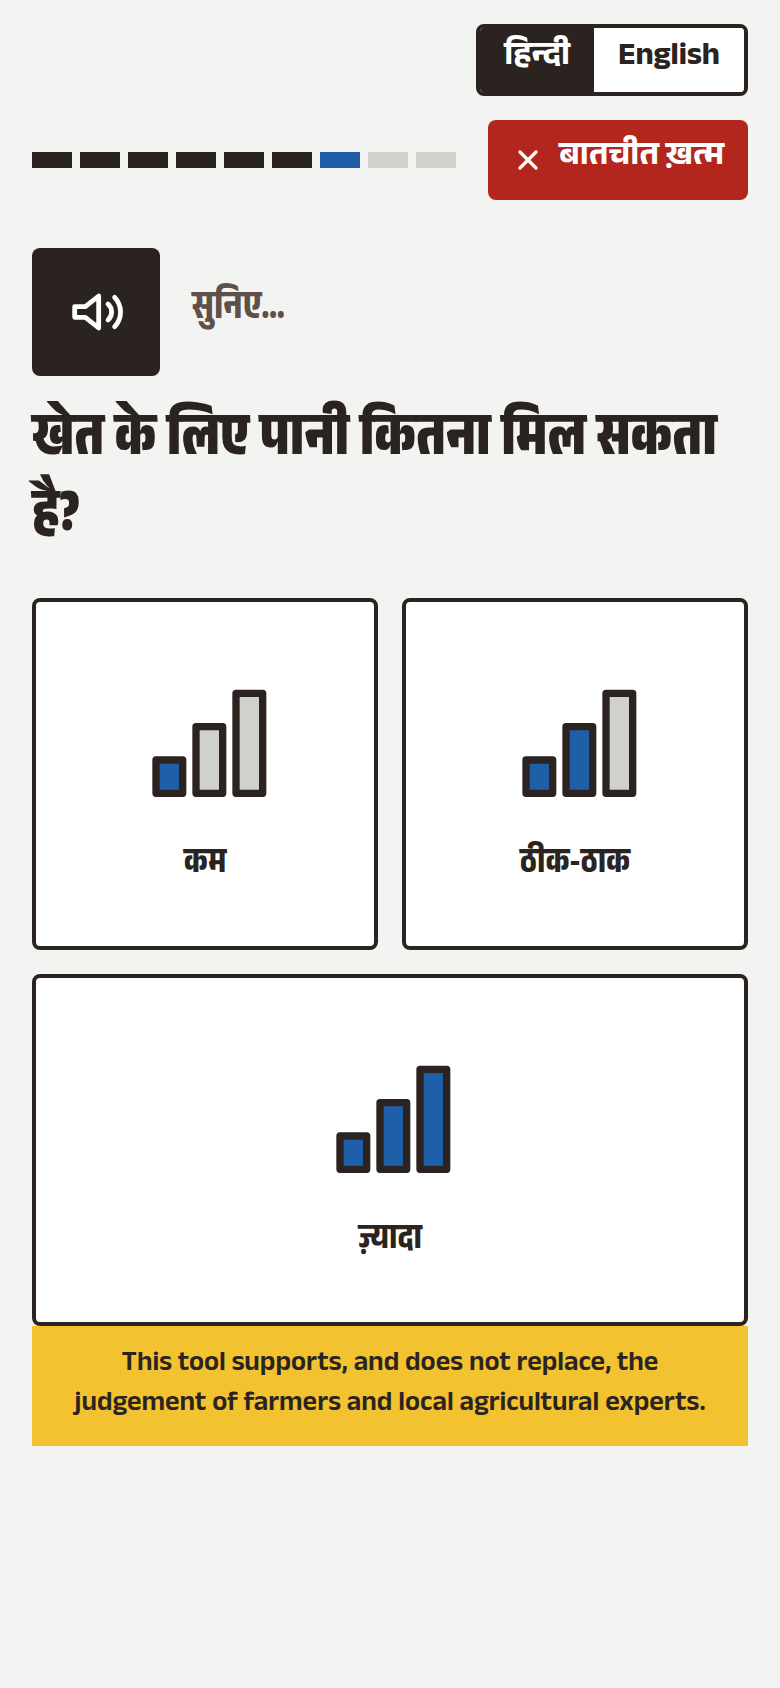 हिन्दी English
बातचीत ख़त्म
सुनिए...
खेत के लिए पानी कितना मिल सकता
है?
कम
ठीक-ठाक
ज़्यादा
This tool supports, and does not replace, the
judgement of farmers and local agricultural experts.